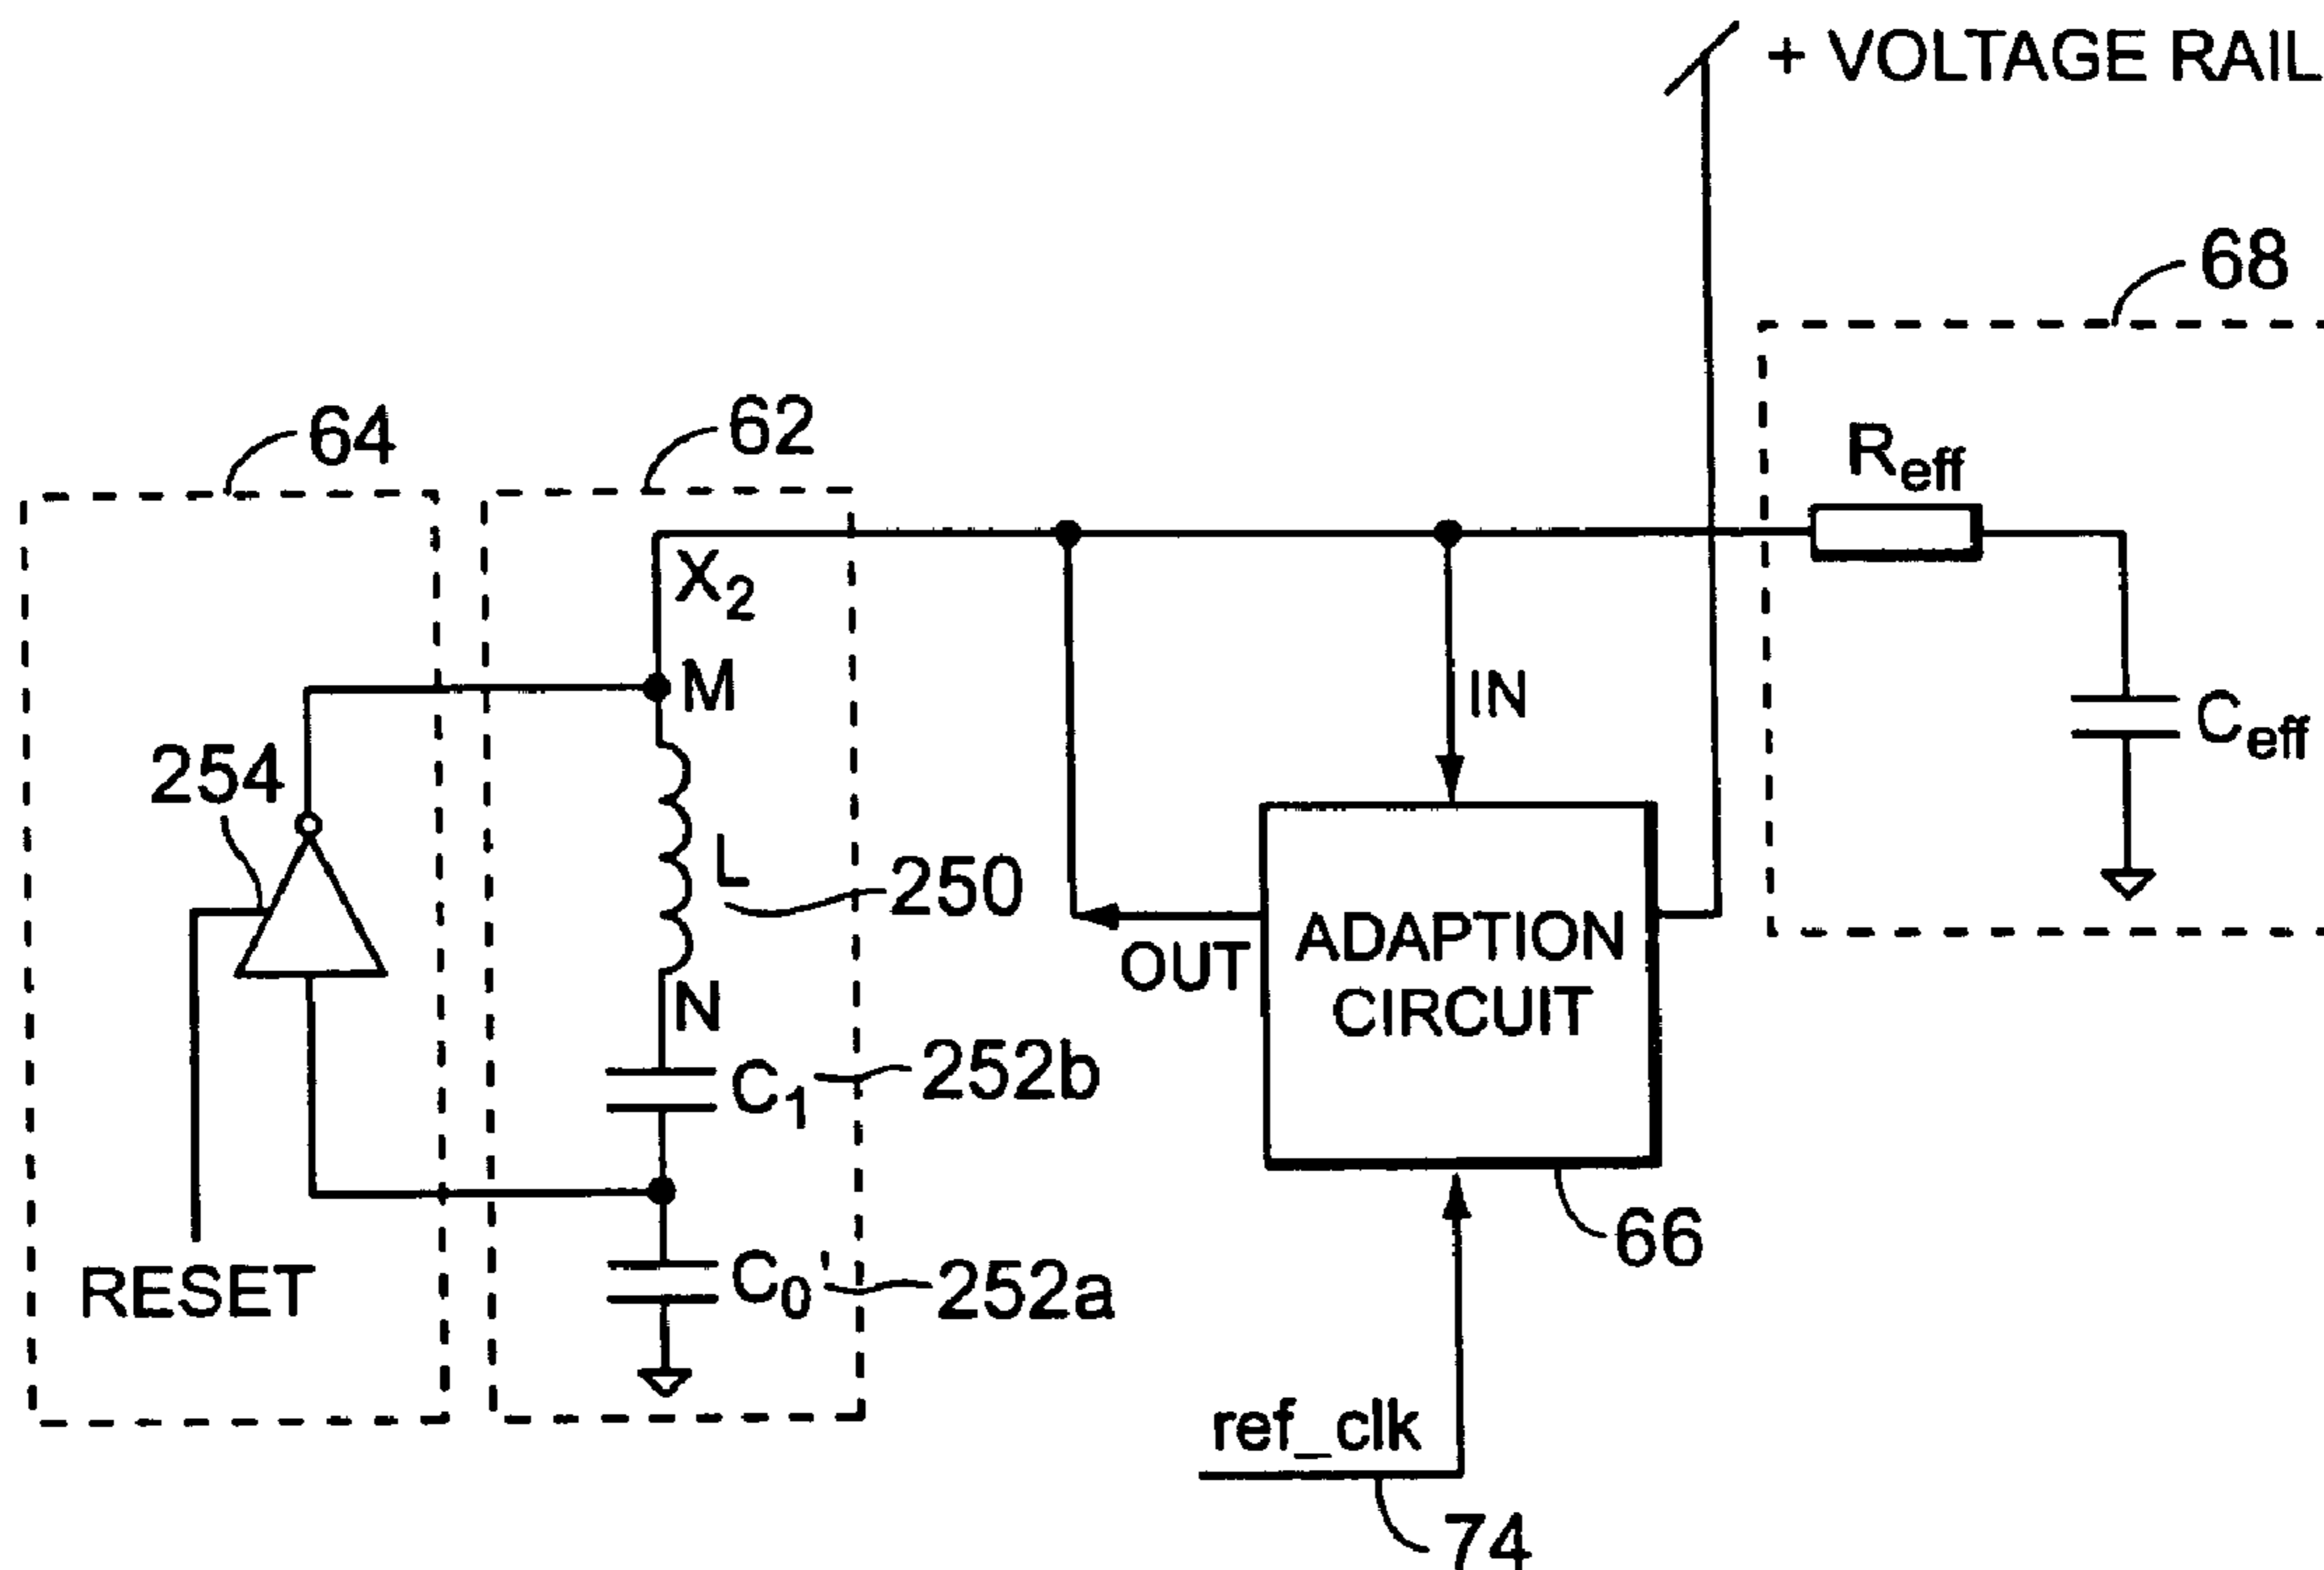 + VOLTAGE RAIL
68
64
62
Reff
X2
M
IN
Ceff
254
L
250
OUT
ADAPTION
CIRCUIT
N
C1
252b
66
RESET
C0'
252a
ref_clk
74